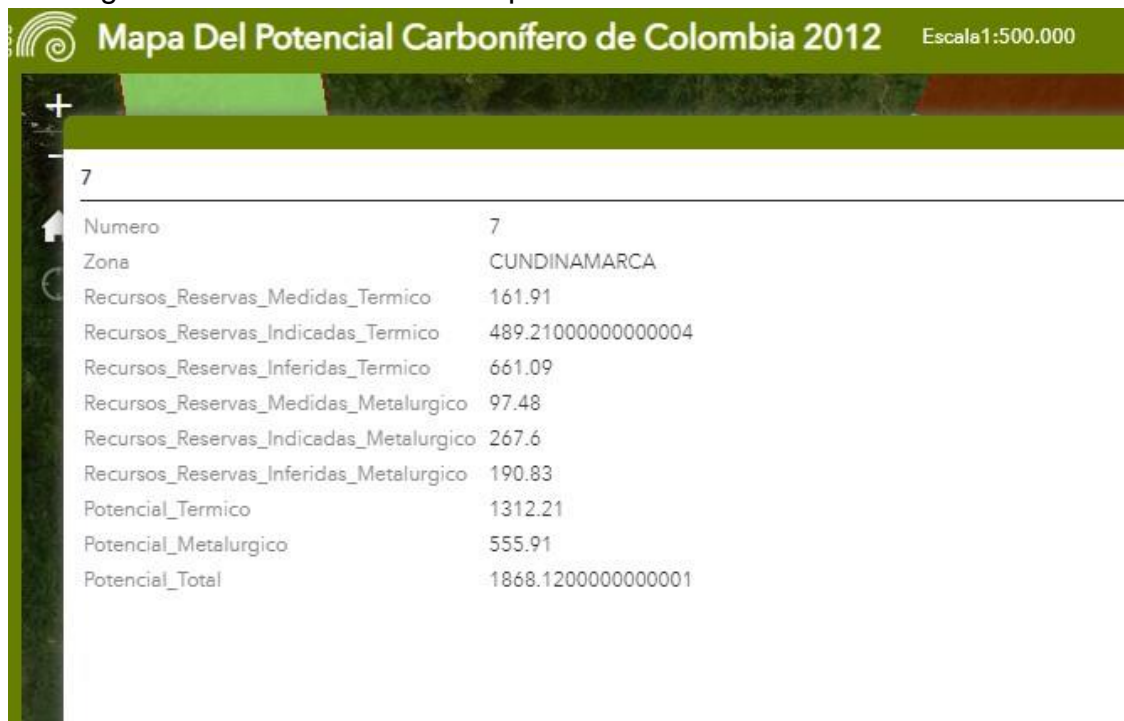 Mapa Del Potencial Carbonífero de Colombia 2012 Escala1:500.000
+
7
Numero 7
Zona CUNDINAMARCA
Recursos_Reservas_Medidas_Termico 161.91
Recursos_Reservas_Indicadas_Termico 489.21000000000004
Recursos_Reservas_Inferidas_Termico 661.09
Recursos_Reservas_Medidas_Metalurgico 97.48
Recursos_Reservas_Indicadas_Metalurgico 267.6
Recursos_Reservas_Inferidas_Metalurgico 190.83
Potencial_Termico 1312.21
Potencial_Metalurgico 555.91
Potencial_Total 1868.1200000000001